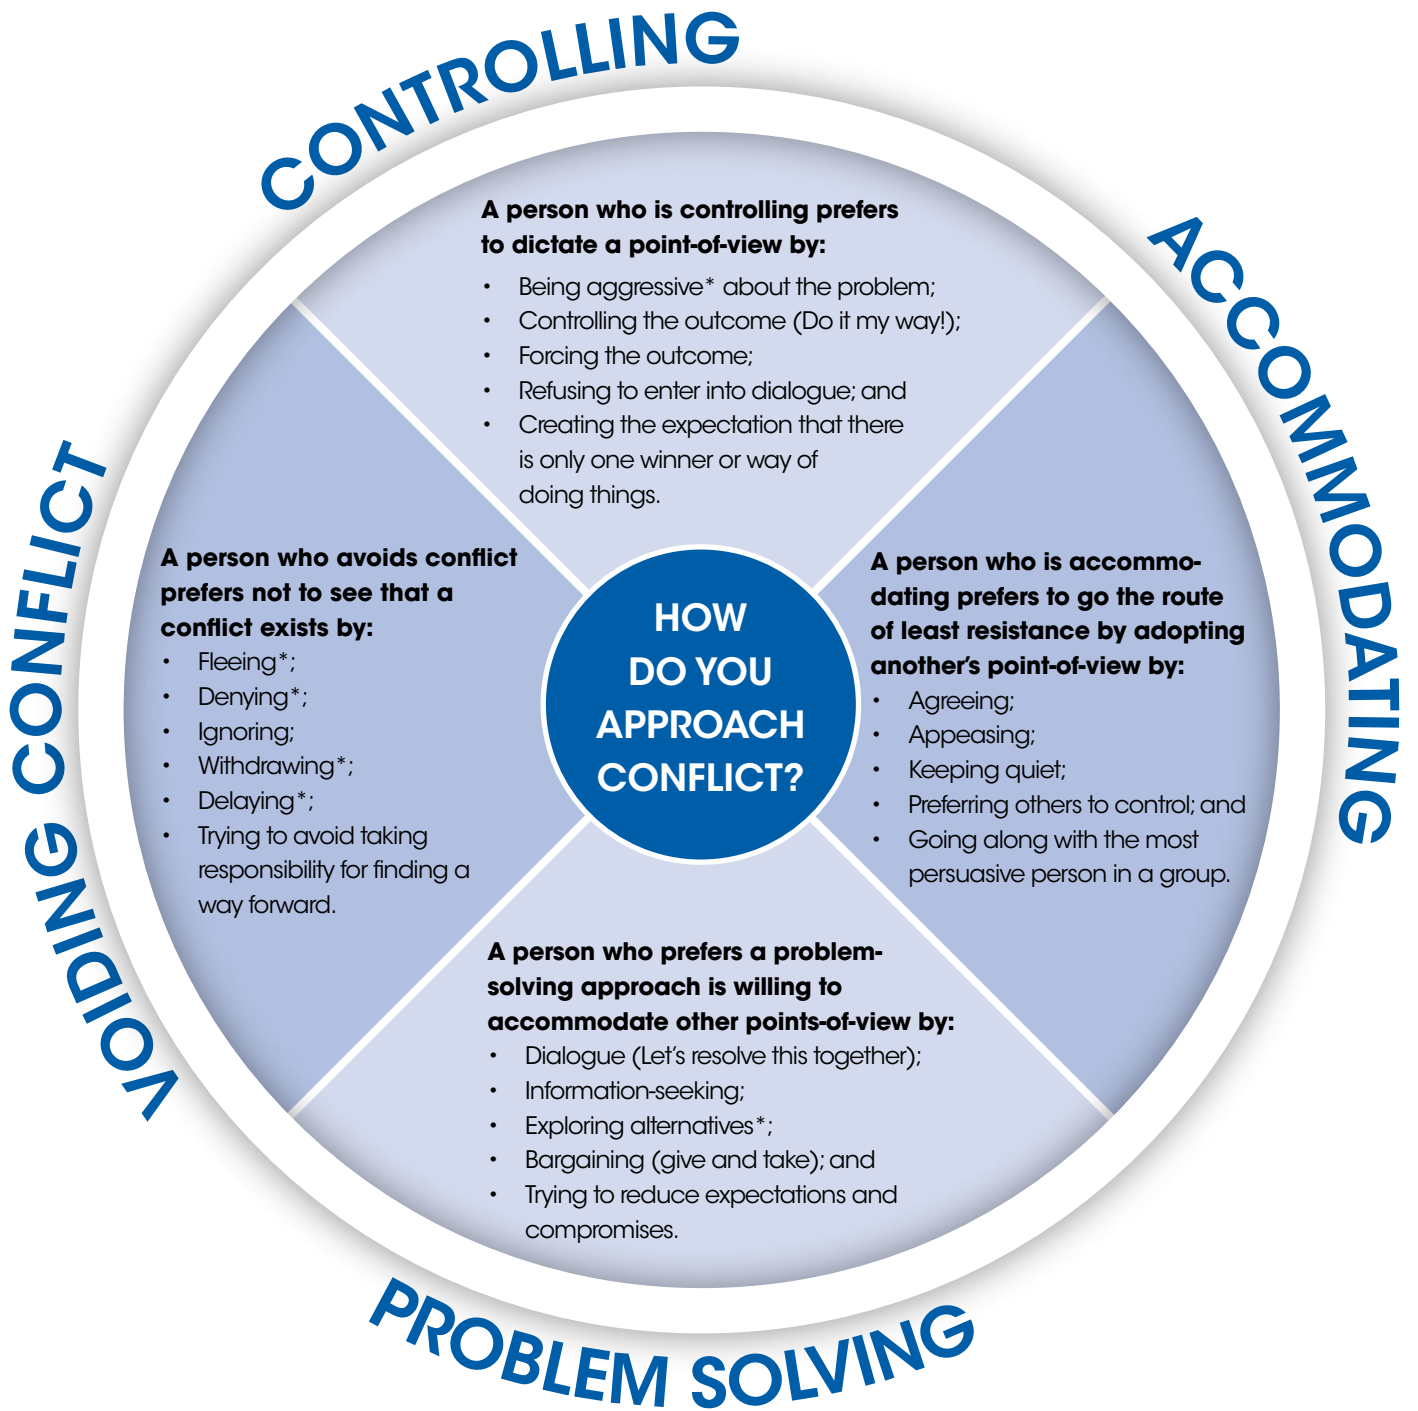 CONTROLLING
A person who is controlling prefers
to dictate a point-of-view by:
• Being aggressive* about the problem;
• Controlling the outcome (Do it my way!);
• Forcing the outcome;
• Refusing to enter into dialogue; and
• Creating the expectation that there
is only one winner or way of
doing things.
ACCOMMODATING
A person who is accommo-
dating prefers to go the route
of least resistance by adopting
another's point-of-view by:
• Agreeing;
• Appeasing;
• Keeping quiet;
• Preferring others to control; and
• Going along with the most
persuasive person in a group.
HOW
DO YOU
APPROACH
CONFLICT?
VOIDING CONFLICT
A person who avoids conflict
prefers not to see that a
conflict exists by:
• Fleeing*;
• Denying*;
• Ignoring;
• Withdrawing*;
• Delaying*;
• Trying to avoid taking
responsibility for finding a
way forward.
A person who prefers a problem-
solving approach is willing to
accommodate other points-of-view by:
• Dialogue (Let's resolve this together);
• Information-seeking;
• Exploring alternatives*;
• Bargaining (give and take); and
• Trying to reduce expectations and
compromises.
PROBLEM SOLVING